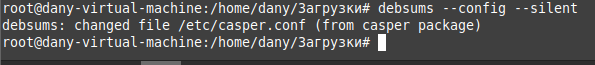 root@dany-virtual-machine:/home/dany/Загрузки# debsums --config --silent
debsums: changed file /etc/casper.conf (from casper package)
root@dany-virtual-machine:/home/dany/Загрузки#